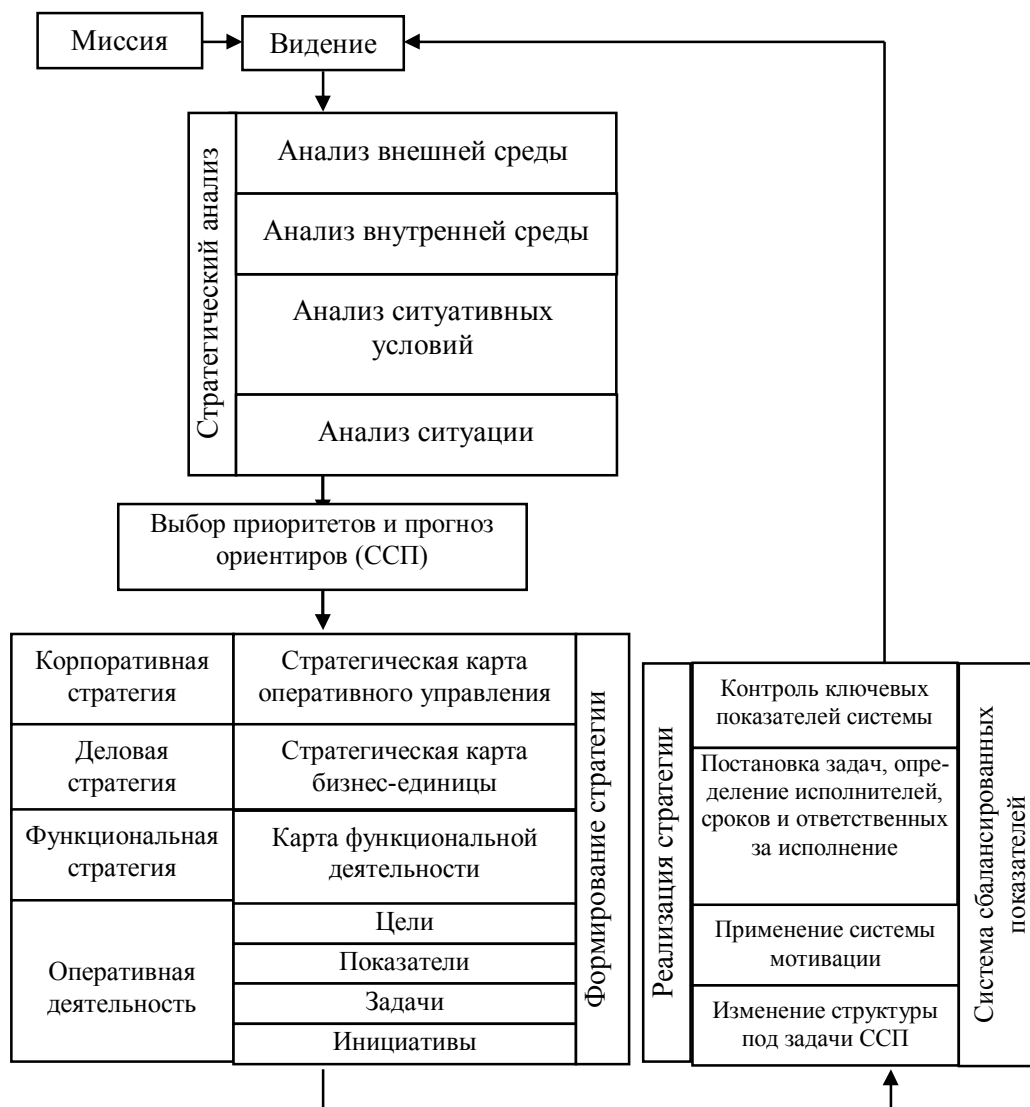 Миссия
Видение
Стратегический анализ
Анализ внешней среды
Анализ внутренней среды
Анализ ситуативных
условий
Анализ ситуации
Выбор приоритетов и прогноз
ориентиров (ССП)
Корпоративная
стратегия
Стратегическая карта
оперативного управления
Деловая
стратегия
Стратегическая карта
бизнес-единицы
Функциональная
стратегия
Карта функциональной
деятельности
Оперативная
деятельность
Цели
Показатели
Задачи
Инициативы
Формирование стратегии
Реализация стратегии
Контроль ключевых
показателей системы
Постановка задач, опре-
деление исполнителей,
сроков и ответственных
за исполнение
Применение системы
мотивации
Изменение структуры
под задачи ССП
Система сбалансированных
показателей